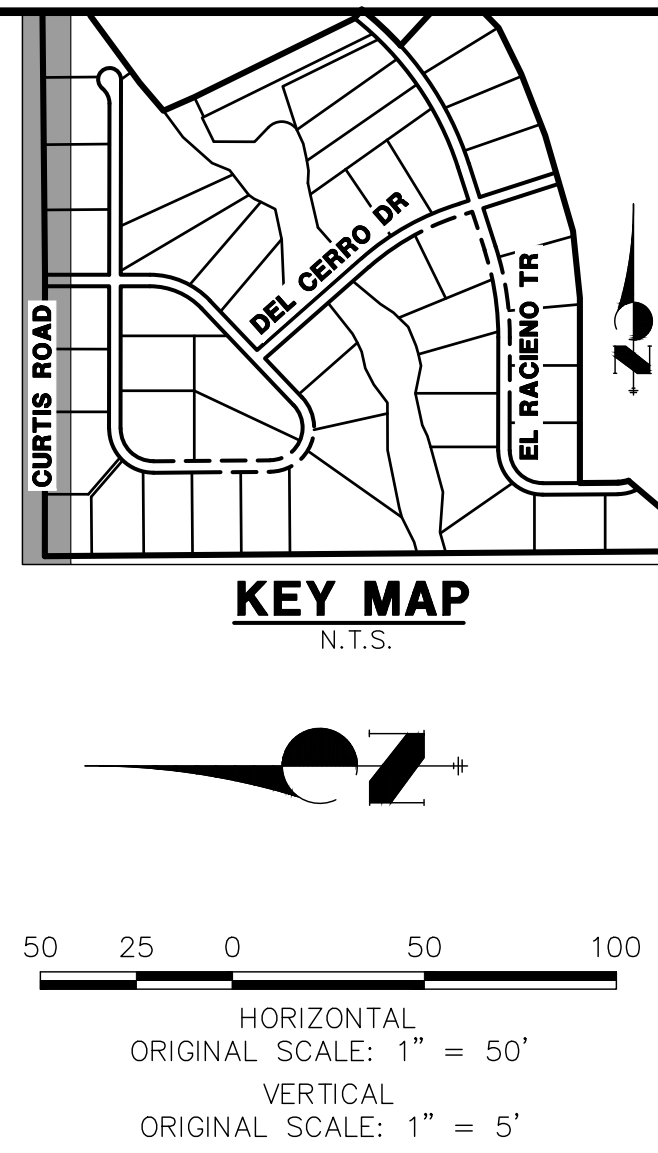 DEL CERRO DR
EL RACIENO TR
CURTIS ROAD
N
KEY MAP
N.T.S.
N
50 25 0 50 100
HORIZONTAL
ORIGINAL SCALE: 1" = 50'
VERTICAL
ORIGINAL SCALE: 1" = 5'